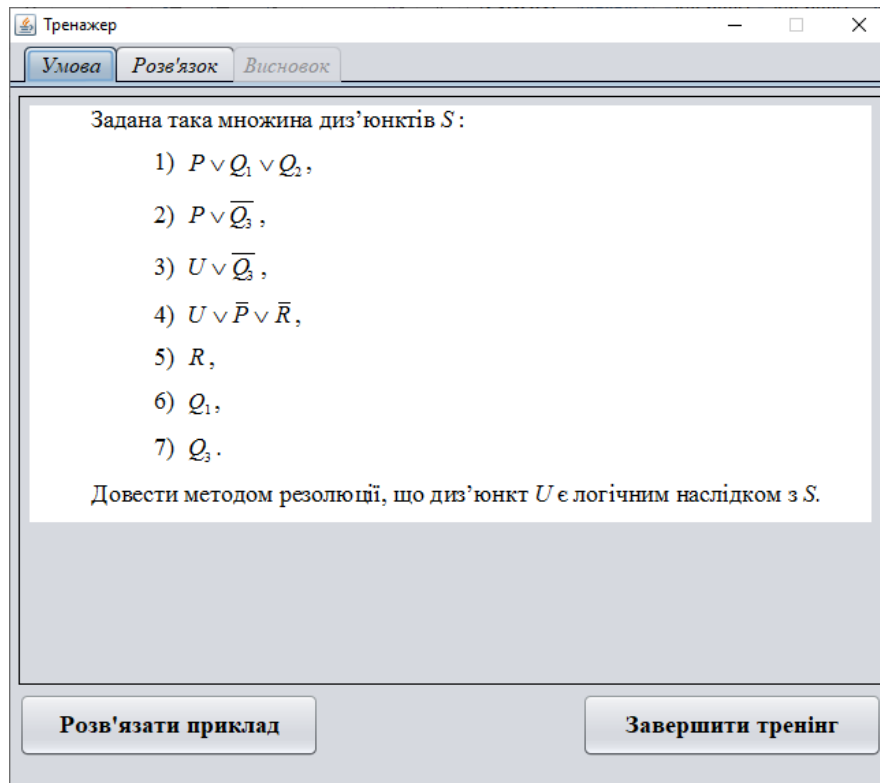 Тренажер
Умова Розв'язок Висновок
Задана така множина диз’юнктів S :
1) P ∨ Q₁ ∨ Q₂ ,
2) P ∨ Q̅₃ ,
3) U ∨ Q̅₃ ,
4) U ∨ P̅ ∨ R̅ ,
5) R ,
6) Q₁ ,
7) Q₃ .
Довести методом резолюції, що диз’юнкт U є логічним наслідком з S.
Розв'язати приклад Завершити тренінг